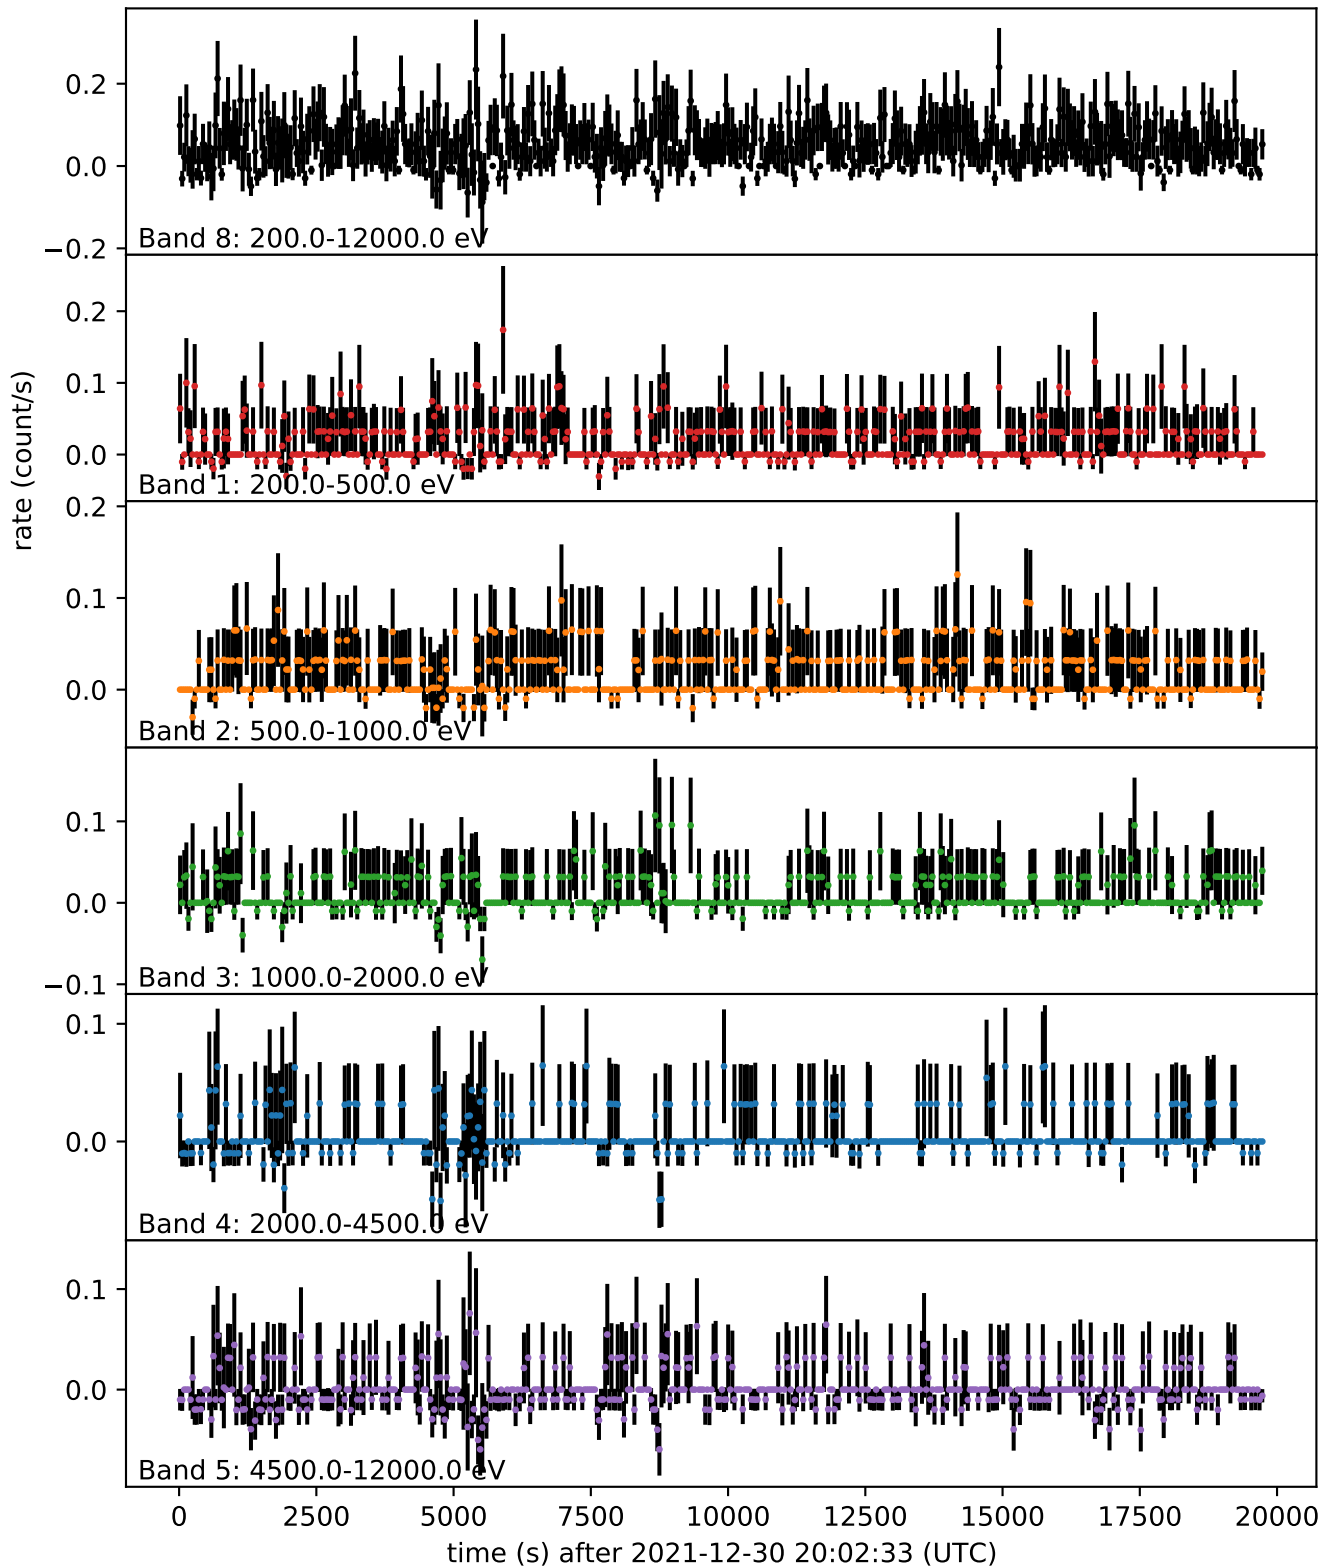 0.2
0.0
−0.2
Band 8: 200.0-12000.0 eV
0.2
0.1
0.0
Band 1: 200.0-500.0 eV
rate (count/s)
0.2
0.1
0.0
Band 2: 500.0-1000.0 eV
0.1
0.0
−0.1
Band 3: 1000.0-2000.0 eV
0.1
0.0
Band 4: 2000.0-4500.0 eV
0.1
0.0
Band 5: 4500.0-12000.0 eV
0 2500 5000 7500 10000 12500 15000 17500 20000
time (s) after 2021-12-30 20:02:33 (UTC)